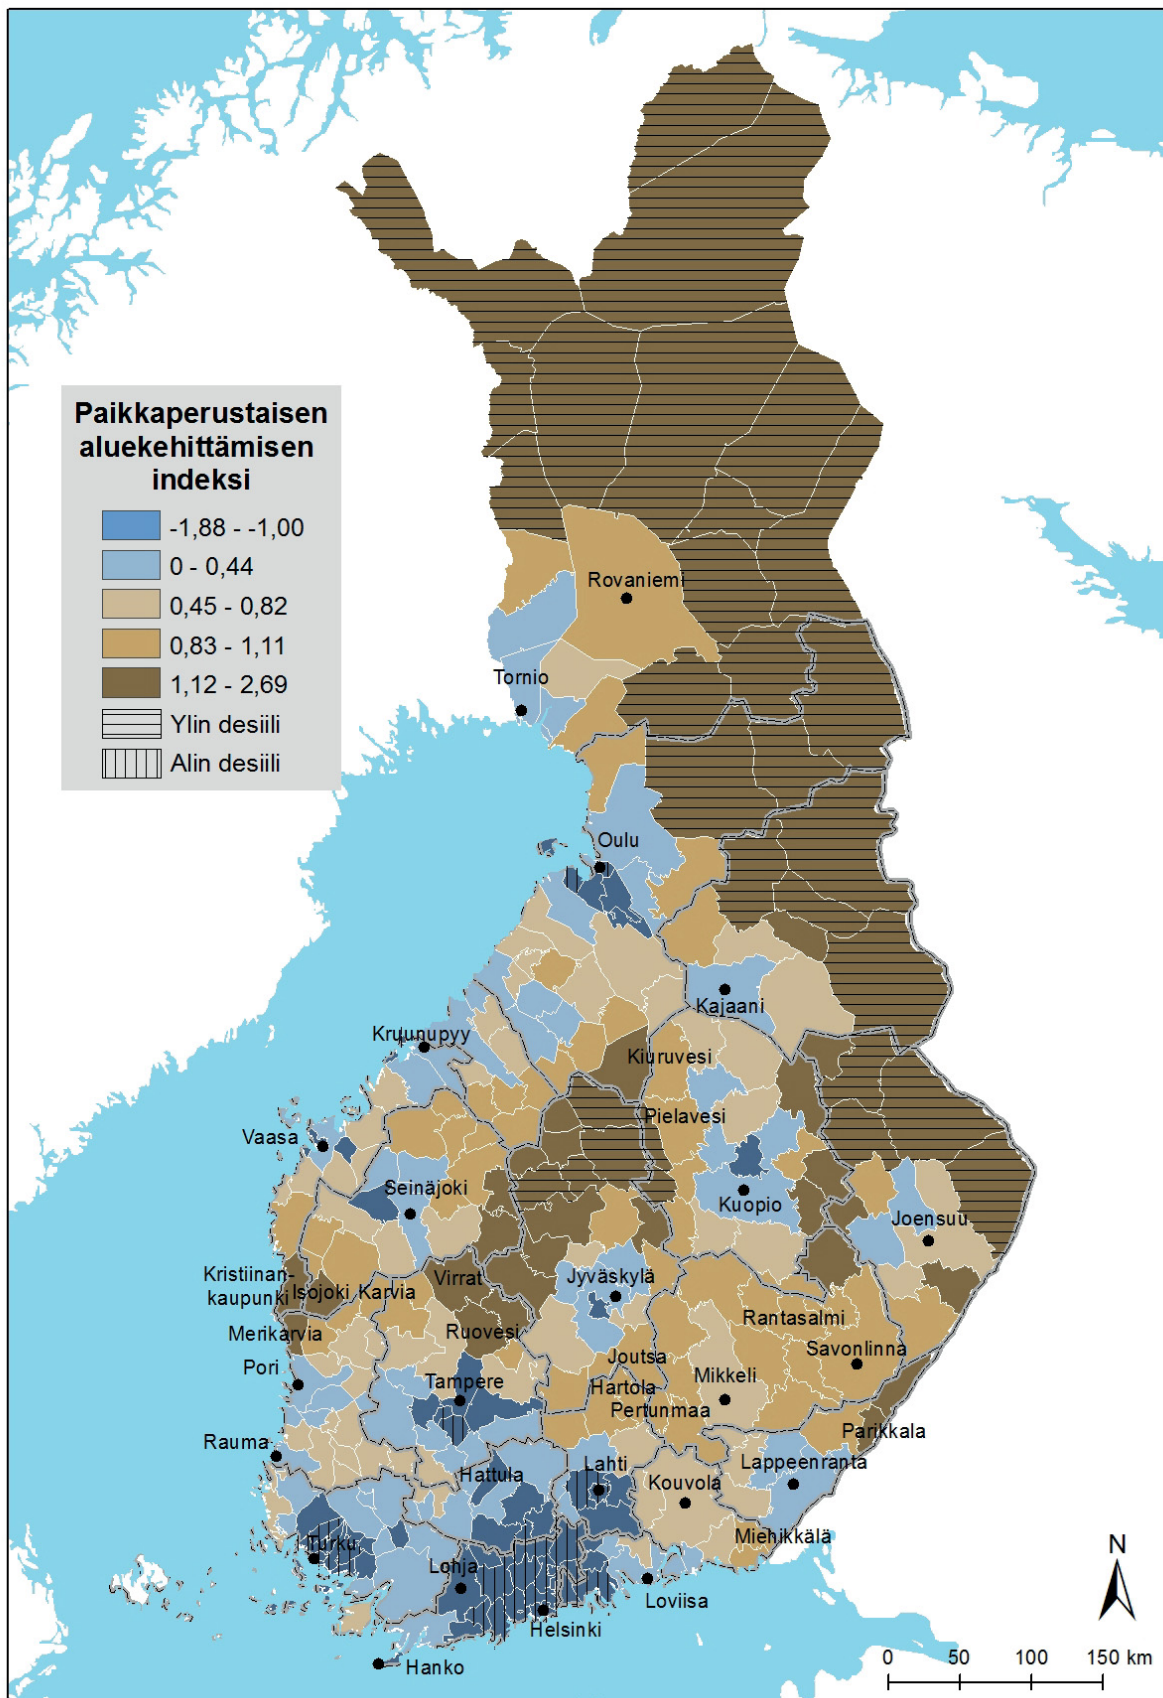 Paikkaperustaisen
aluekehittämisen
indeksi
-1,88 - -1,00
0 - 0,44
0,45 - 0,82
0,83 - 1,11
1,12 - 2,69
Ylin desiili
Alin desiili
Rovaniemi
Tornio
Oulu
Kajaani
Kruunupyy
Kiuruvesi
Pielavesi
Vaasa
Seinäjoki
Kuopio
Joensuu
Kristiinan-
kaupunki
Isojoki
Karvia
Virrat
Jyväskylä
Merikarvia
Ruovesi
Rantasalmi
Pori
Joutsa
Savonlinna
Tampere
Hartola
Mikkeli
Pertunmaa
Parikkala
Rauma
Hattula
Lahti
Lappeenranta
Kouvola
Turku
Lohja
Miehikkälä
Loviisa
Helsinki
Hanko
N
0 50 100 150 km